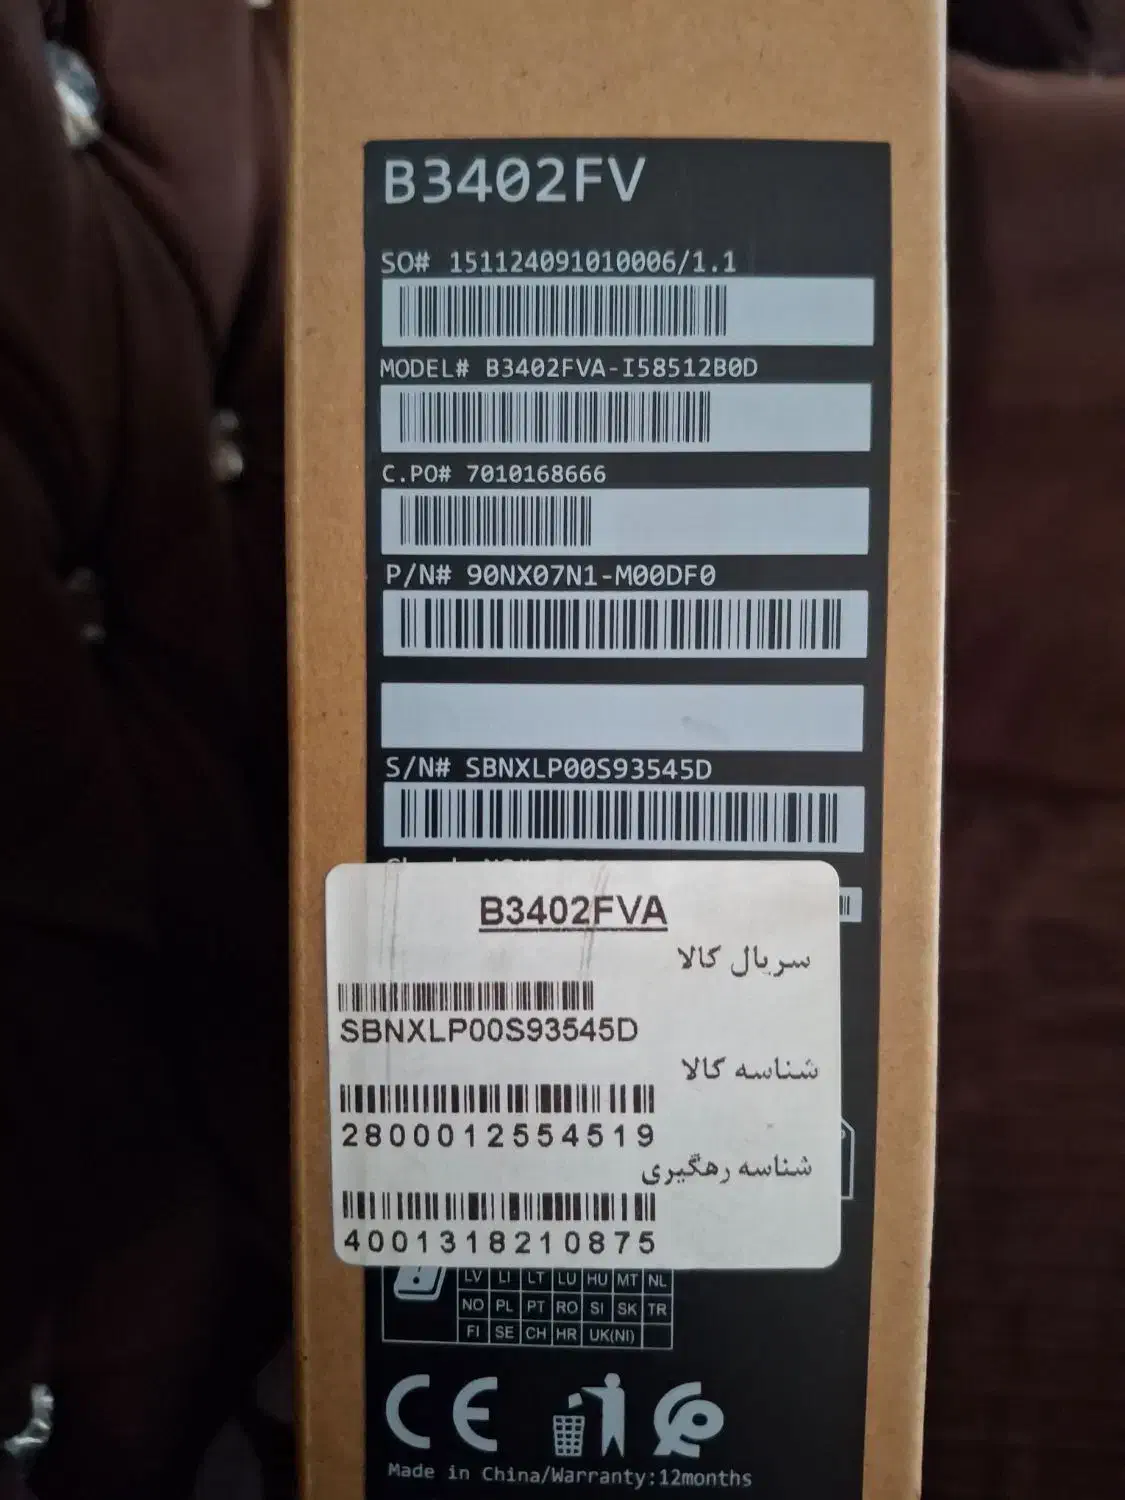 B3402FV
SO# 151124091010006/1.1
MODEL# B3402FVA-I58512B0D
C.PO# 7010168666
P/N# 90NX07N1-M00DF0
S/N# SBNXLP00S93545D
B3402FVA
سریال کالا
SBNXLP00S93545D
شناسه کالا
2800012554519
شناسه رهگیری
4001318210875
LV LI LT LU HU MT NL
NO PL PT RO SI SK TR
FI SE CH HR UK(NI)
CE
Made in China/Warranty:12months